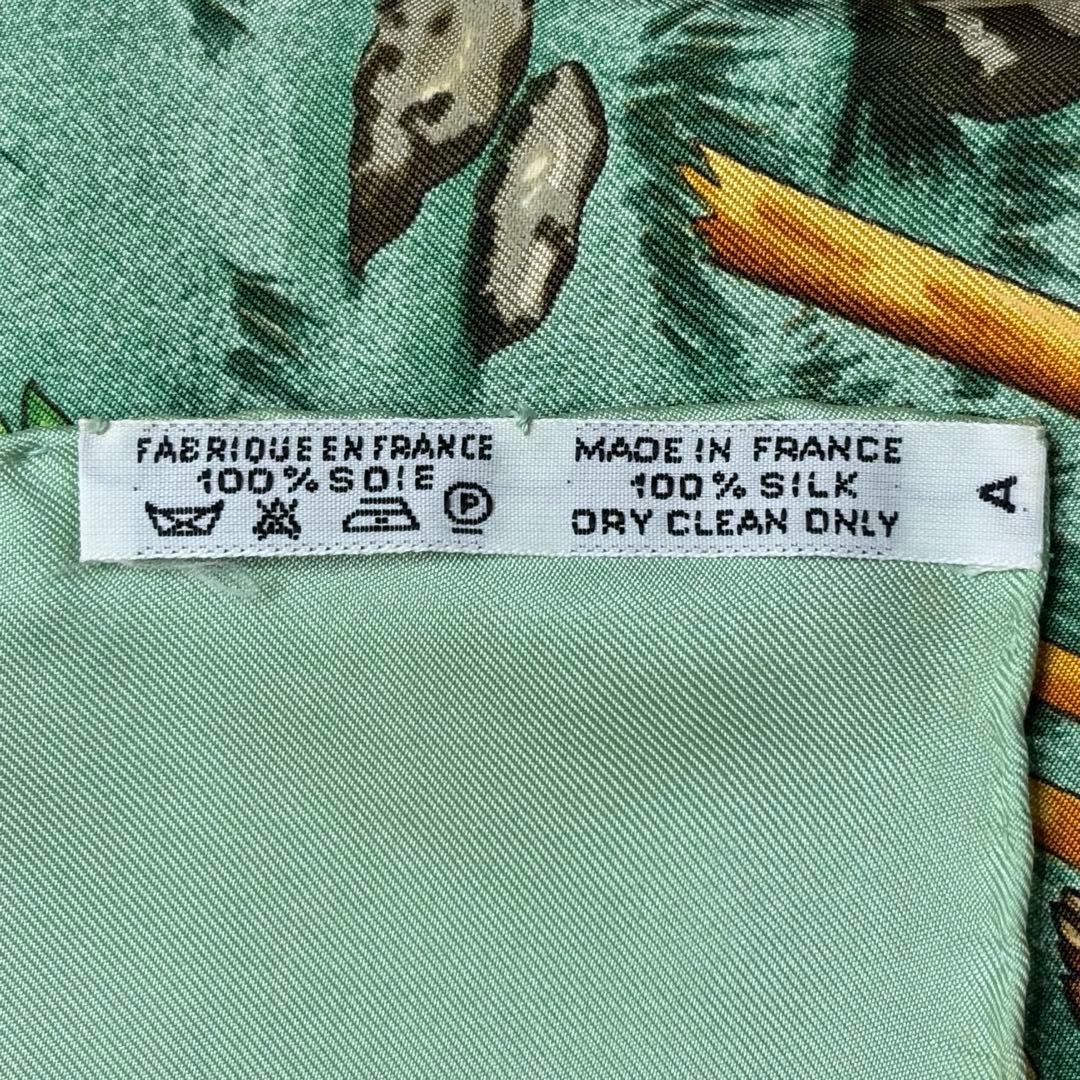 FABRIQUE EN FRANCE
100% SOIE
P
MADE IN FRANCE
100% SILK
DRY CLEAN ONLY
A